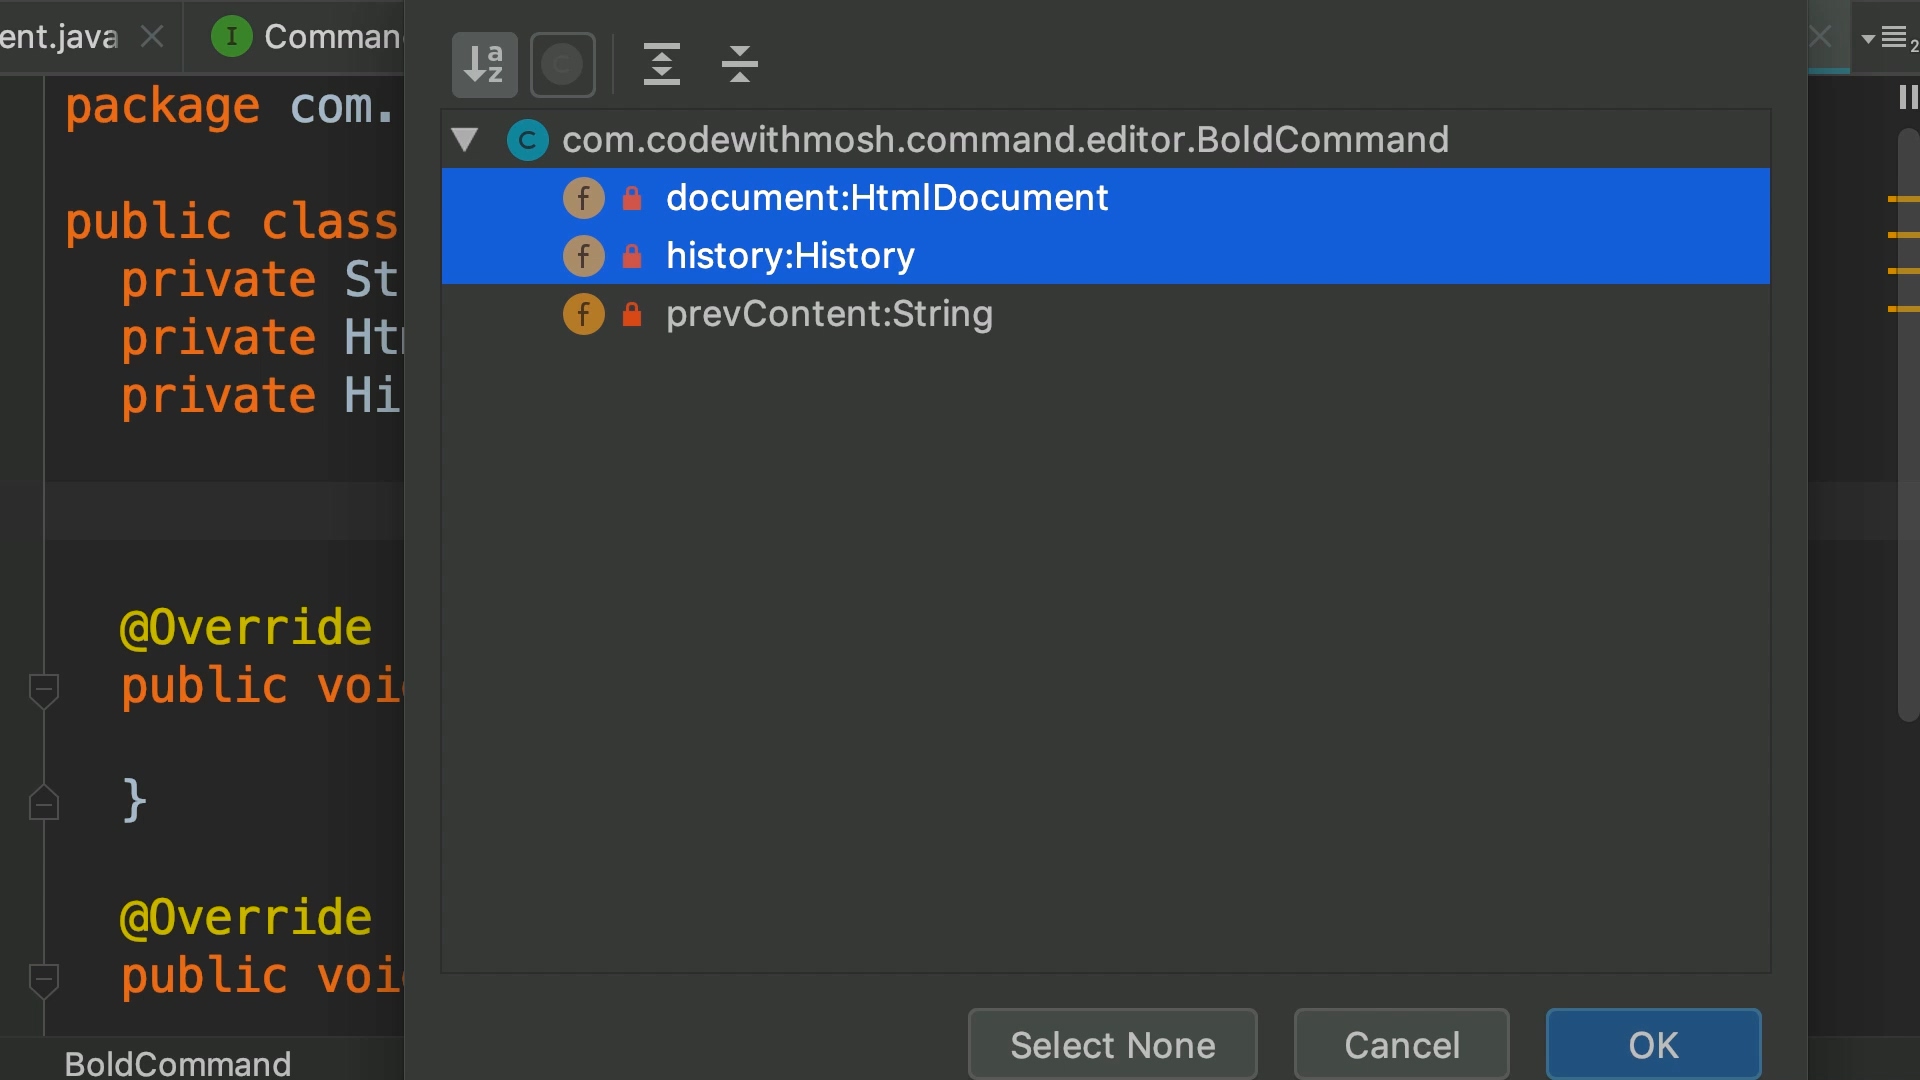 ent.java
Comman
package com.
public class
private St
private Ht
private Hi
@Override
public voi
}
@Override
public voi
BoldCommand
com.codewithmosh.command.editor.BoldCommand
document:HtmlDocument
history:History
prevContent:String
Select None
Cancel
OK